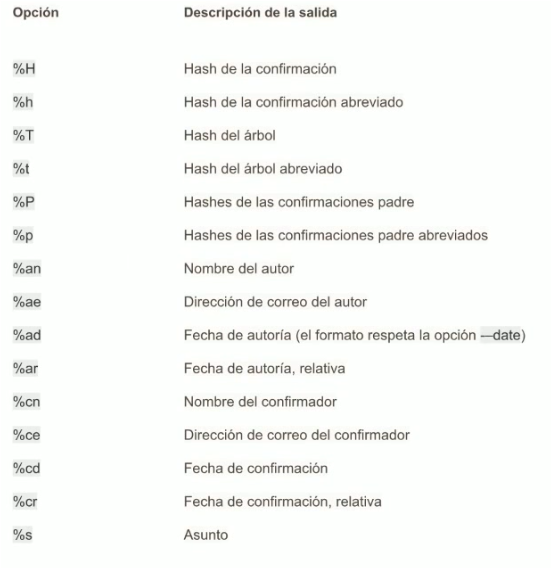 Opción Descripción de la salida
%H Hash de la confirmación
%h Hash de la confirmación abreviado
%T Hash del árbol
%t Hash del árbol abreviado
%P Hashes de las confirmaciones padre
%p Hashes de las confirmaciones padre abreviados
%an Nombre del autor
%ae Dirección de correo del autor
%ad Fecha de autoría (el formato respeta la opción —date)
%ar Fecha de autoría, relativa
%cn Nombre del confirmador
%ce Dirección de correo del confirmador
%cd Fecha de confirmación
%cr Fecha de confirmación, relativa
%s Asunto